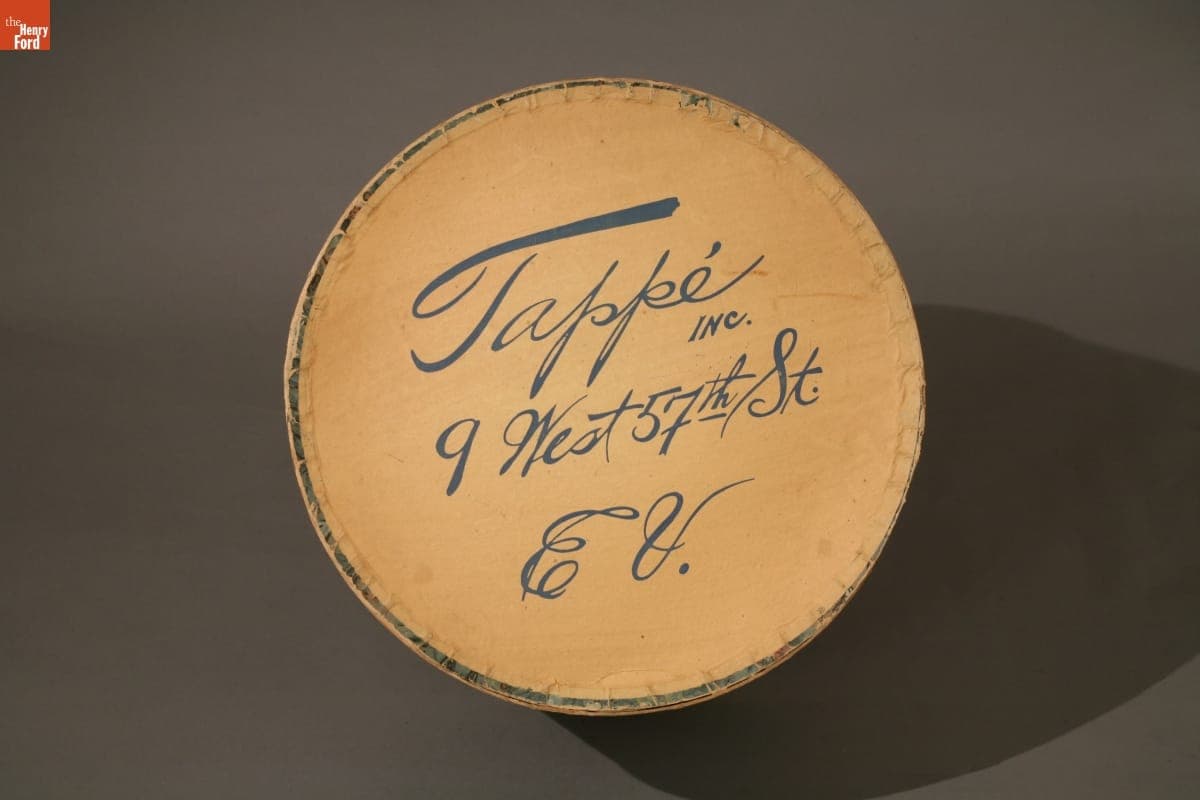 the
Henry
Ford
Tappé
INC.
9 West 57th St.
E V.